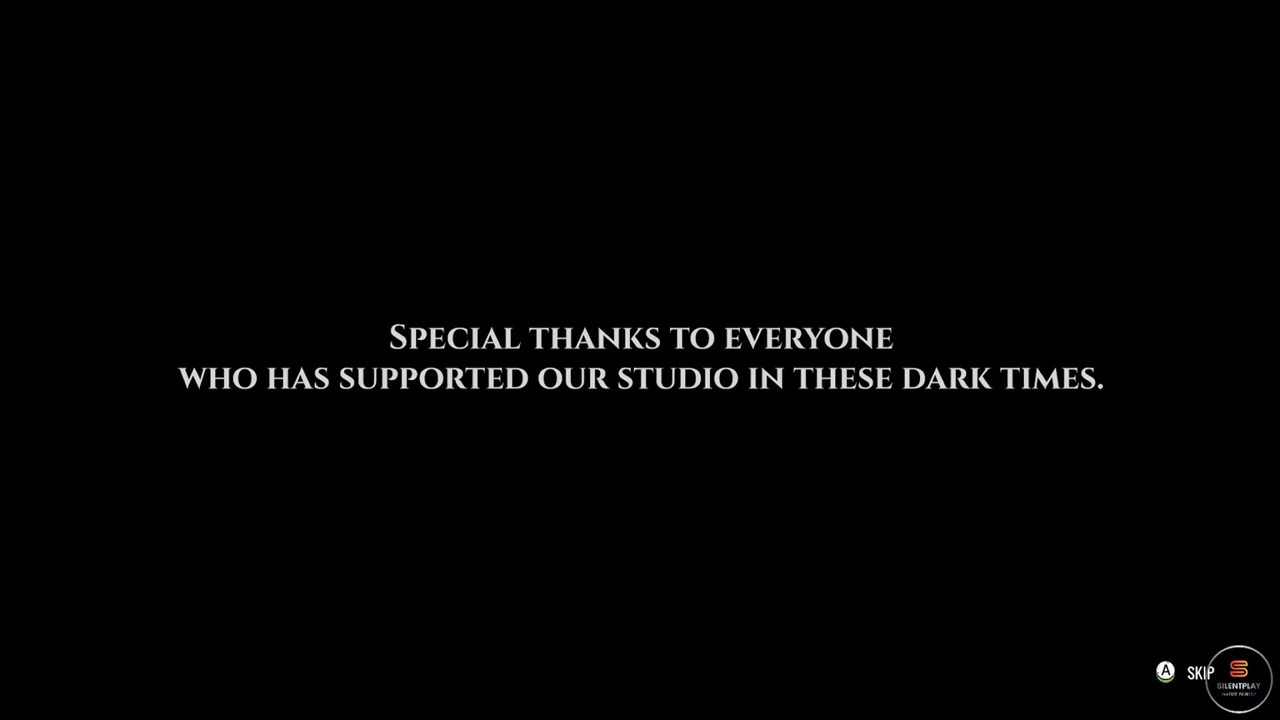 Special thanks to everyone
who has supported our studio in these dark times.
A SKIP
SILENTPLAY